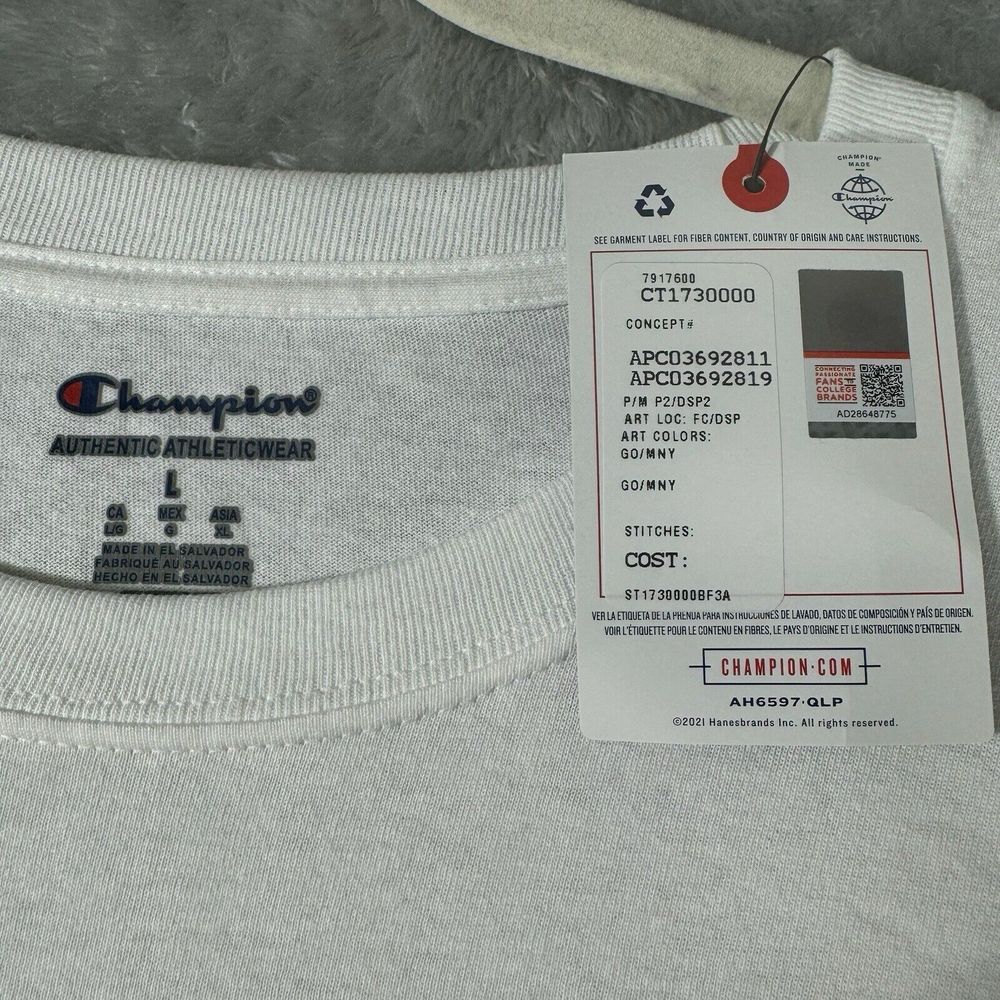 Champion®
AUTHENTIC ATHLETICWEAR
L
CA MEX ASIA
L/G G XL
MADE IN EL SALVADOR
FABRIQUÉ AU SALVADOR
HECHO EN EL SALVADOR
CHAMPION®
MADE
Champion
SEE GARMENT LABEL FOR FIBER CONTENT, COUNTRY OF ORIGIN AND CARE INSTRUCTIONS.
7917600
CT1730000
CONCEPT#
APC03692811
APC03692819
P/M P2/DSP2
ART LOC: FC/DSP
ART COLORS:
GO/MNY
GO/MNY
STITCHES:
COST:
ST1730000BF3A
CONNECTING
PASSIONATE
FANS TO
COLLEGE
BRANDS
AD28648775
VER LA ETIQUETA DE LA PRENDA PARA INSTRUCCIONES DE LAVADO, DATOS DE COMPOSICIÓN Y PAÍS DE ORIGEN.
VOIR L'ÉTIQUETTE POUR LE CONTENU EN FIBRES, LE PAYS D'ORIGINE ET LE INSTRUCTIONS D'ENTRETIEN.
CHAMPION·COM
AH6597·QLP
©2021 Hanesbrands Inc. All rights reserved.